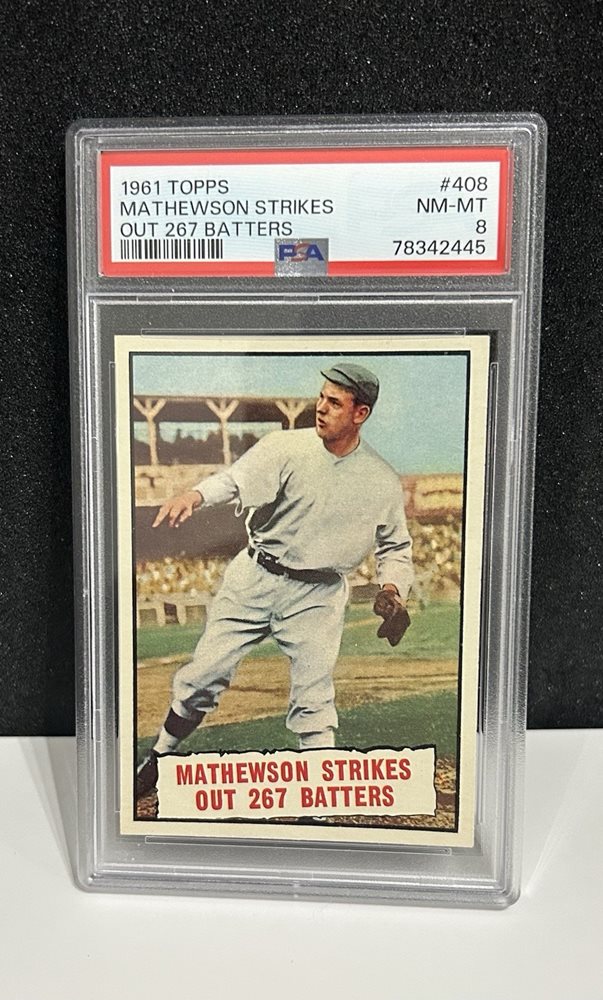 1961 TOPPS #408
MATHEWSON STRIKES NM-MT
OUT 267 BATTERS 8
PSA 78342445
MATHEWSON STRIKES
OUT 267 BATTERS